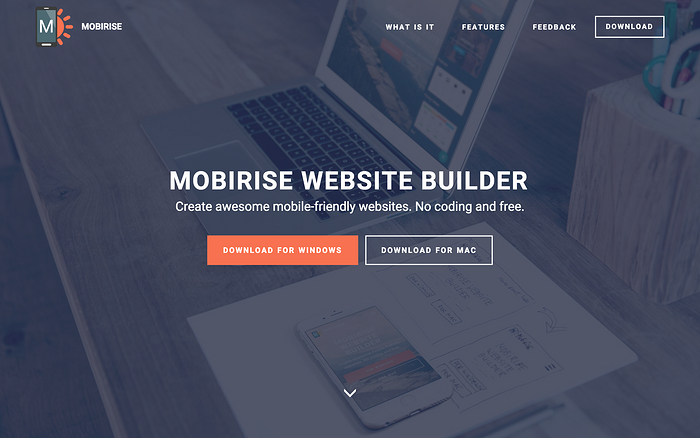 M
MOBIRISE
WHAT IS IT
FEATURES
FEEDBACK
DOWNLOAD
MOBIRISE WEBSITE BUILDER
Create awesome mobile-friendly websites. No coding and free.
DOWNLOAD FOR WINDOWS
DOWNLOAD FOR MAC